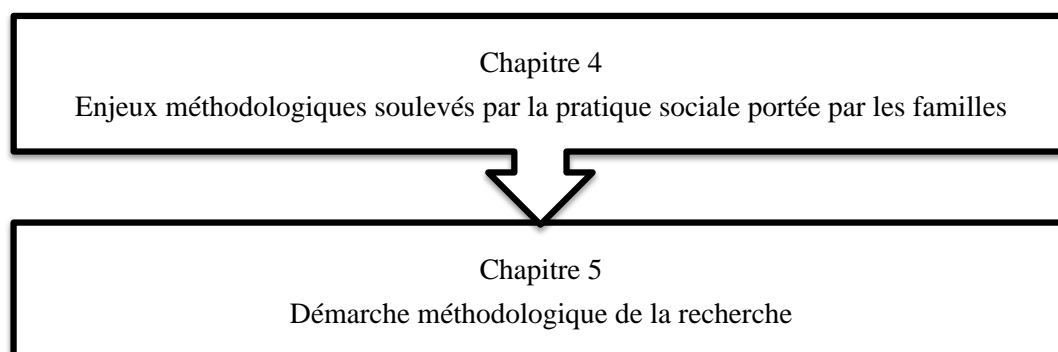 Chapitre 4
Enjeux méthodologiques soulevés par la pratique sociale portée par les familles
Chapitre 5
Démarche méthodologique de la recherche